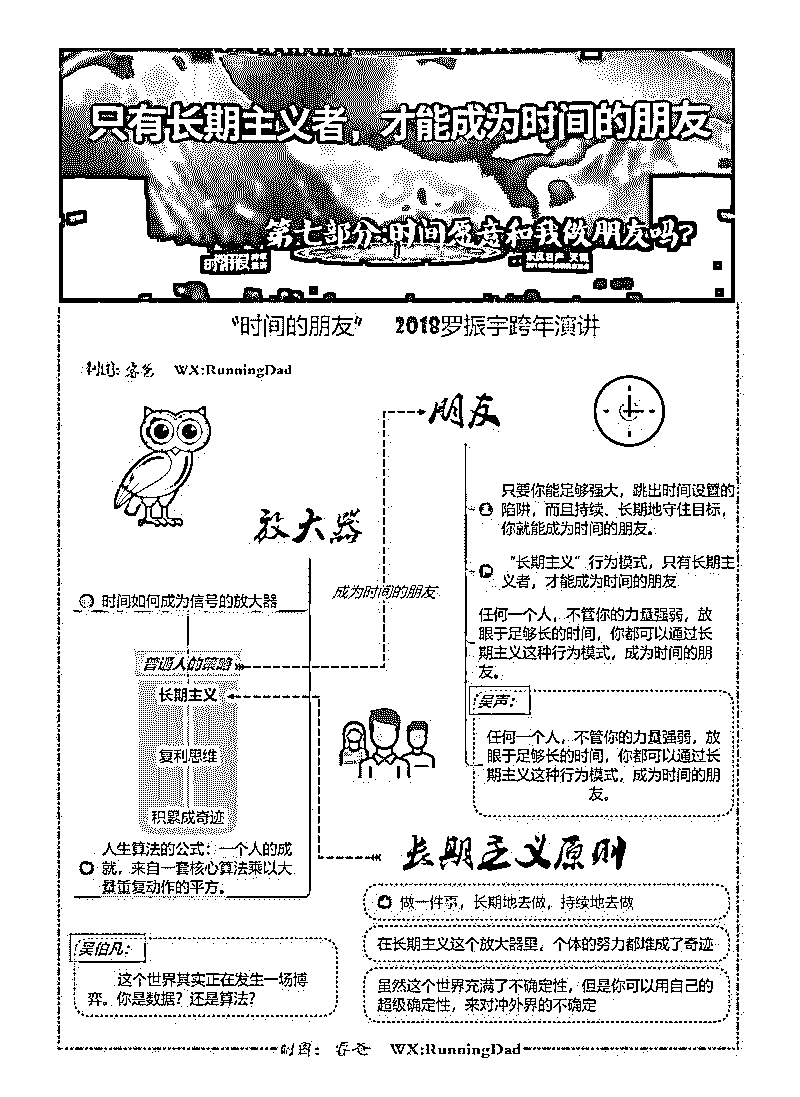 只有长期主义者，才能成为时间的朋友
第七部分:时间愿意和我做朋友吗?
“时间的朋友” 2018罗振宇跨年演讲
制图: 睿爸 WX:RunningDad
朋友
只要你能足够强大，跳出时间设置的
陷阱，而且持续、长期地守住目标，
你就能成为时间的朋友。
“长期主义”行为模式，只有长期主
义者，才能成为时间的朋友
任何一个人，不管你的力量强弱，放
眼于足够长的时间，你都可以通过长
期主义这种行为模式，成为时间的朋
友。
吴声：
任何一个人，不管你的力量强弱，放
眼于足够长的时间，你都可以通过长
期主义这种行为模式，成为时间的朋
友。
放大器
成为时间的朋友
时间如何成为信号的放大器
普通人的策略
长期主义
复利思维
积累成奇迹
人生算法的公式：一个人的成
就，来自一套核心算法乘以大
量重复动作的平方。
长期主义原则
做一件事，长期地去做，持续地去做
在长期主义这个放大器里，个体的努力都堆成了奇迹
虽然这个世界充满了不确定性，但是你可以用自己的
超级确定性，来对冲外界的不确定
吴伯凡：
这个世界其实正在发生一场博
弈。你是数据？还是算法？
制图： 睿爸 WX:RunningDad